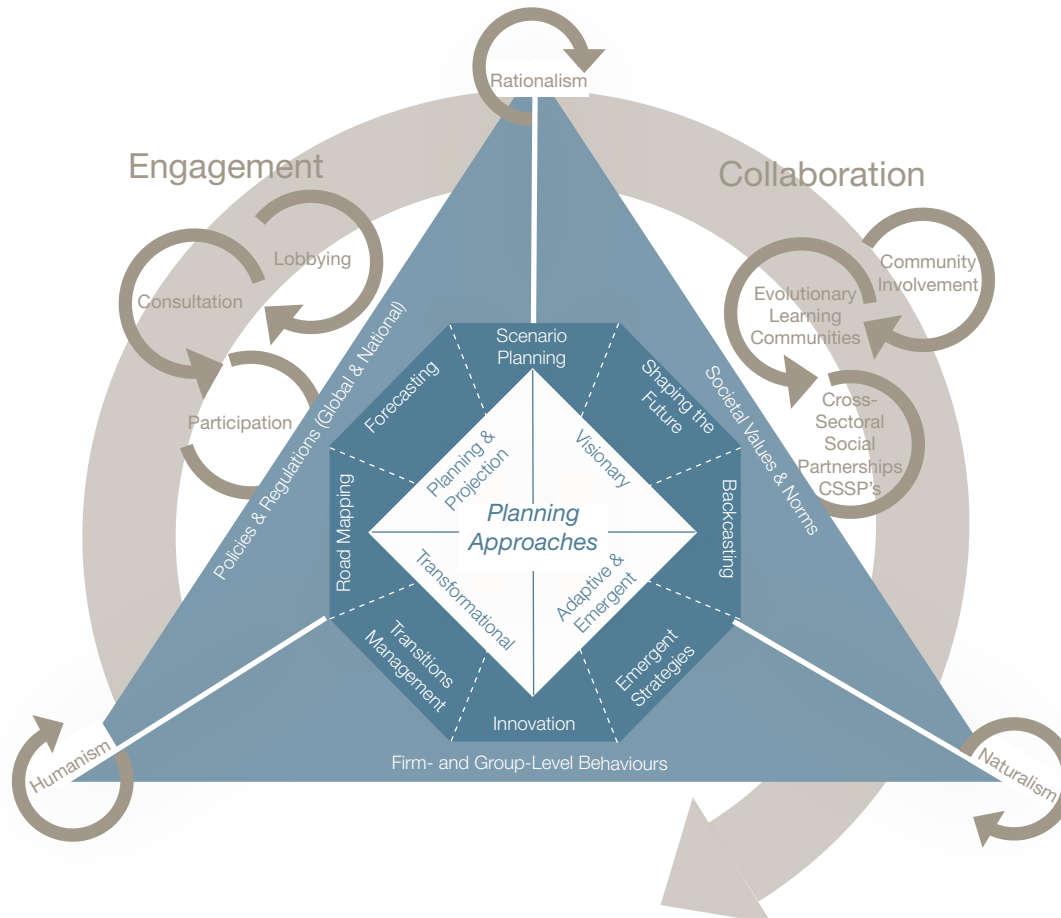 Rationalism
Engagement
Collaboration
Lobbying
Consultation
Participation
Community
Involvement
Evolutionary
Learning
Communities
Cross-
Sectoral
Social
Partnerships
CSSP's
Policies & Regulations (Global & National)
Societal Values & Norms
Scenario
Planning
Forecasting
Shaping the
Future
Road Mapping
Backcasting
Planning &
Projection
Visionary
Planning
Approaches
Transformational
Adaptive &
Emergent
Transitions
Management
Emergent
Strategies
Innovation
Firm- and Group-Level Behaviours
Humanism
Naturalism